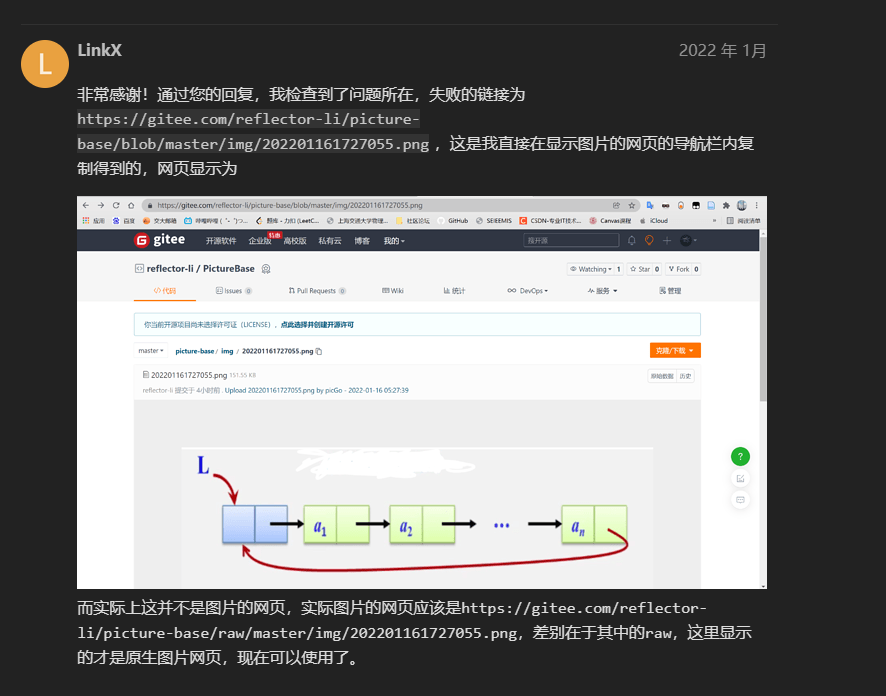 L
LinkX
2022 年 1月
非常感谢！通过您的回复，我检查到了问题所在，失败的链接为
https://gitee.com/reflector-li/picture-
base/blob/master/img/202201161727055.png ，这是我直接在显示图片的网页的导航栏内复
制得到的，网页显示为
https://gitee.com/reflector-li/picture-base/blob/master/img/202201161727055.png
应用 百度 交大邮箱 哔哩哔哩 ( ゜- ゜)つ... 题库 - 力扣 (LeetC... 上海交通大学管理... 社区论坛 GitHub SEIEEMIS CSDN-专业IT技术... Canvas课程 iCloud » 阅读清单
G gitee 开源软件 企业版 特惠 高校版 私有云 博客 我的 搜开源
reflector-li / PictureBase Watching 1 Star 0 Fork 0
代码 Issues 0 Pull Requests 0 Wiki 统计 DevOps 服务 管理
你当前开源项目尚未选择许可证（LICENSE），点此选择并创建开源许可
master picture-base / img / 202201161727055.png 克隆/下载
202201161727055.png 151.55 KB 原始数据 历史
reflector-li 提交于 4小时前 . Upload 202201161727055.png by picGo - 2022-01-16 05:27:39
?
L
a1 a2 ... an
而实际上这并不是图片的网页，实际图片的网页应该是https://gitee.com/reflector-
li/picture-base/raw/master/img/202201161727055.png，差别在于其中的raw，这里显示
的才是原生图片网页，现在可以使用了。